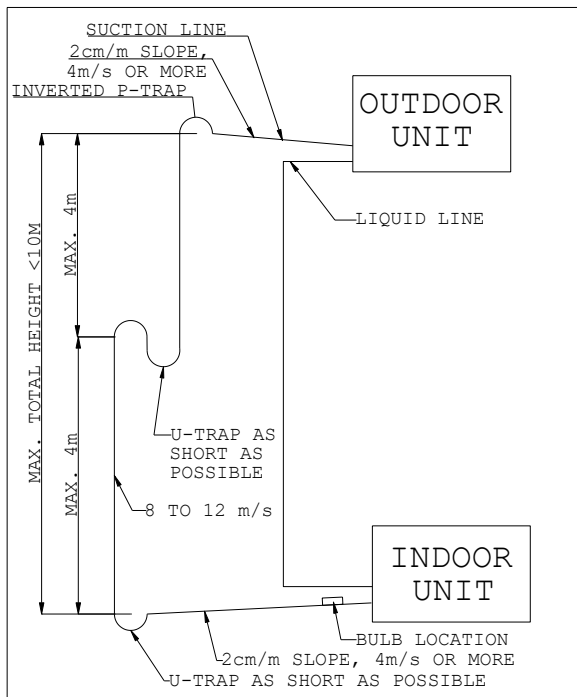 SUCTION LINE
2cm/m SLOPE,
4m/s OR MORE
INVERTED P-TRAP
OUTDOOR
UNIT
LIQUID LINE
MAX. TOTAL HEIGHT <10M
MAX. 4m
MAX. 4m
U-TRAP AS
SHORT AS
POSSIBLE
8 TO 12 m/s
INDOOR
UNIT
BULB LOCATION
2cm/m SLOPE, 4m/s OR MORE
U-TRAP AS SHORT AS POSSIBLE